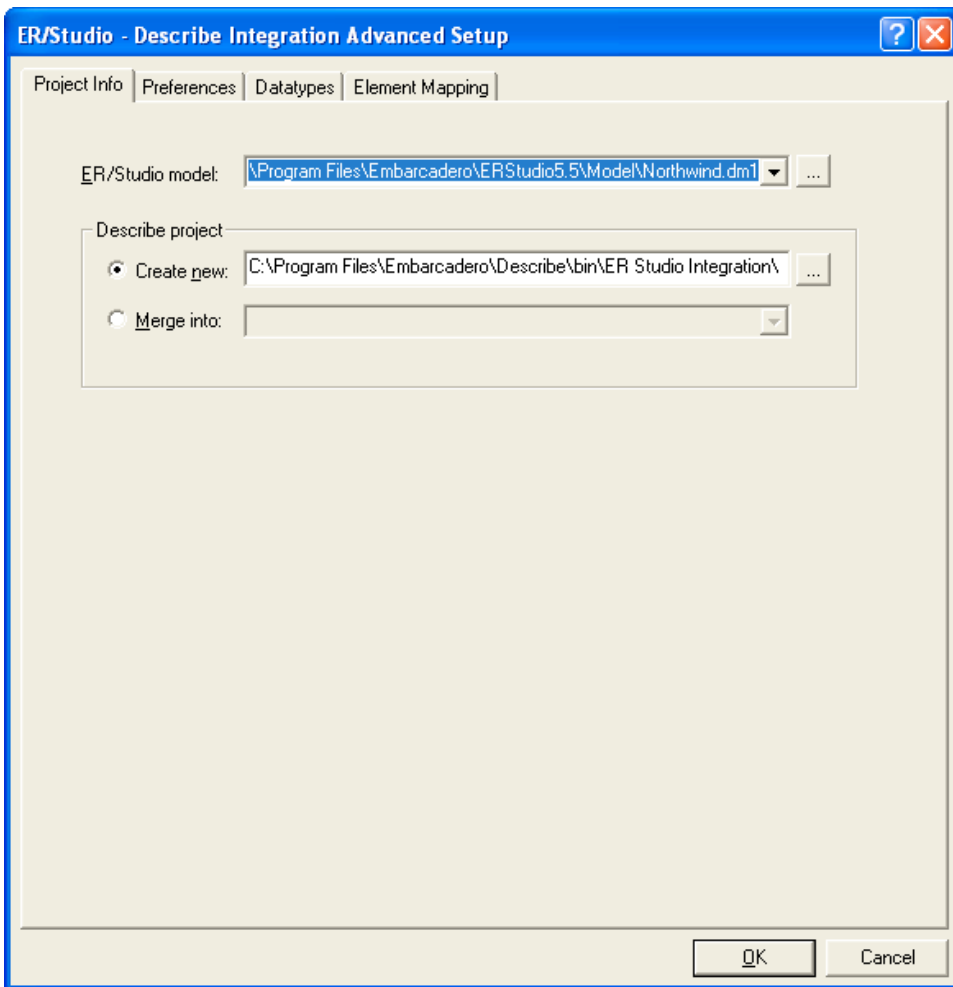 ER/Studio - Describe Integration Advanced Setup
Project Info Preferences Datatypes Element Mapping
ER/Studio model: \Program Files\Embarcadero\ERStudio5.5\Model\Northwind.dm1 ...
Describe project
Create new: C:\Program Files\Embarcadero\Describe\bin\ER Studio Integration\ ...
Merge into:
OK Cancel